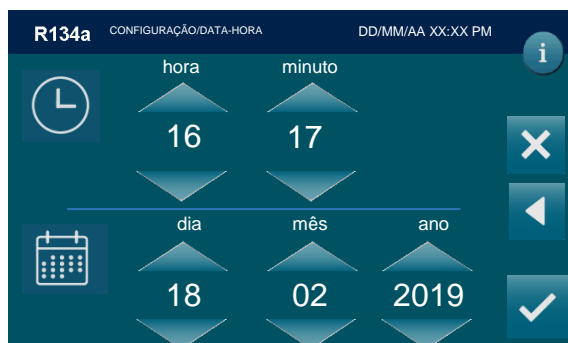 R134a CONFIGURAÇÃO/DATA-HORA DD/MM/AA XX:XX PM
i
hora minuto
16 17
dia mês ano
18 02 2019